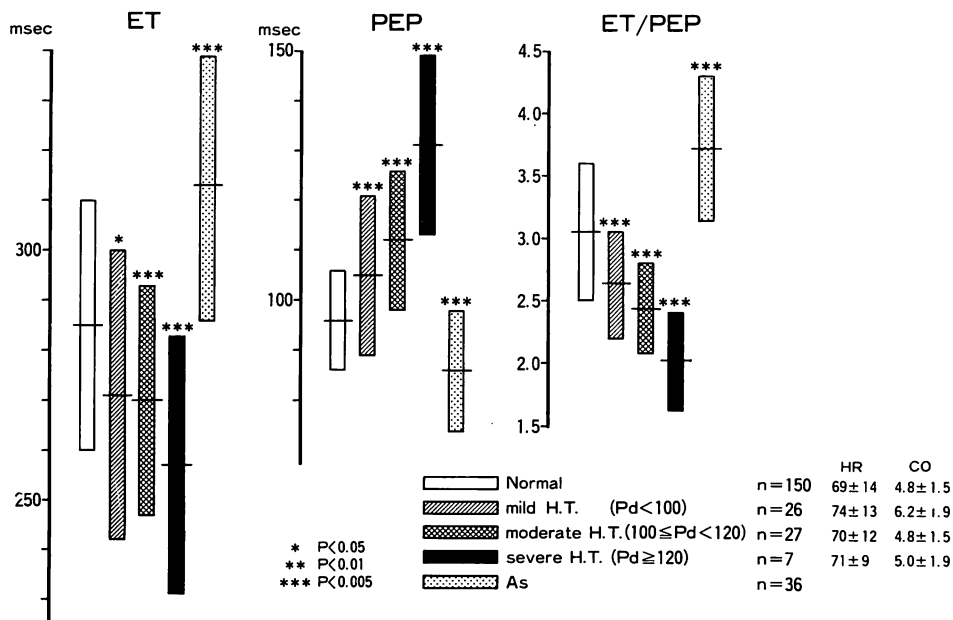 ET
msec
300
250
*
***
***
***
PEP
msec
150
100
***
***
***
***
ET/PEP
4.5
4.0
3.5
3.0
2.5
2.0
1.5
***
***
***
***
HR CO
Normal n=150 69±14 4.8±1.5
mild H.T. (Pd<100) n=26 74±13 6.2±1.9
moderate H.T.(100≦Pd<120) n=27 70±12 4.8±1.5
severe H.T. (Pd≧120) n=7 71±9 5.0±1.9
As n=36
* P<0.05
** P<0.01
*** P<0.005